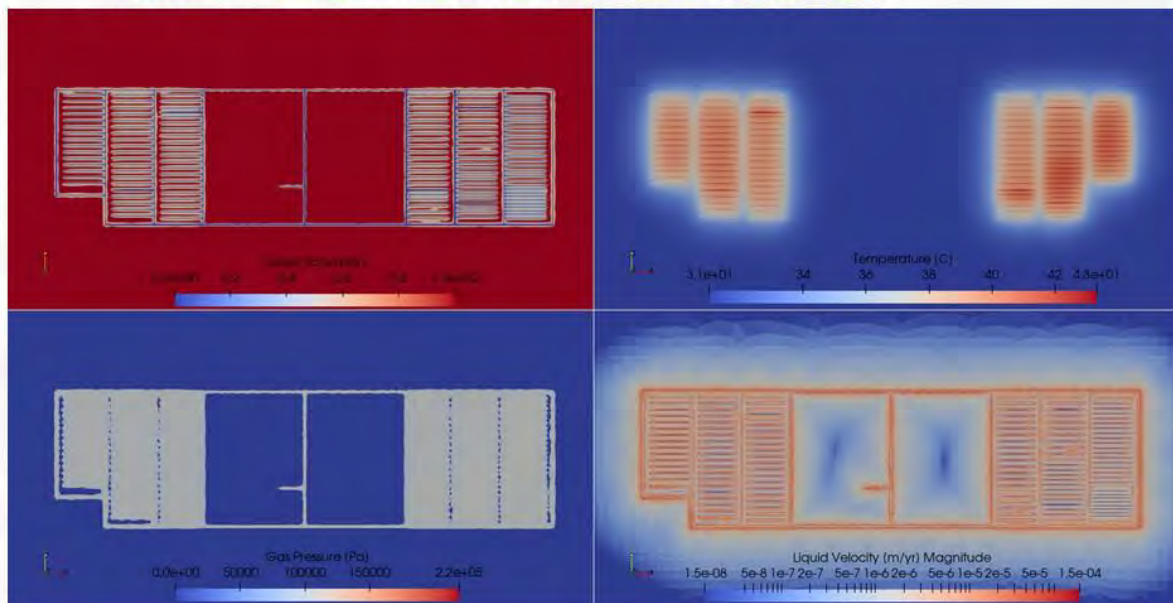 Temperature (C)
3.1e+01 34 36 38 40 42 4.3e+01
Gas Pressure (Pa)
0.0e+00 50000 100000 150000 2.2e+05
Liquid Velocity (m/yr) Magnitude
1.5e-08 5e-8 1e-7 2e-7 5e-7 1e-6 2e-6 5e-6 1e-5 2e-5 5e-5 1.5e-04